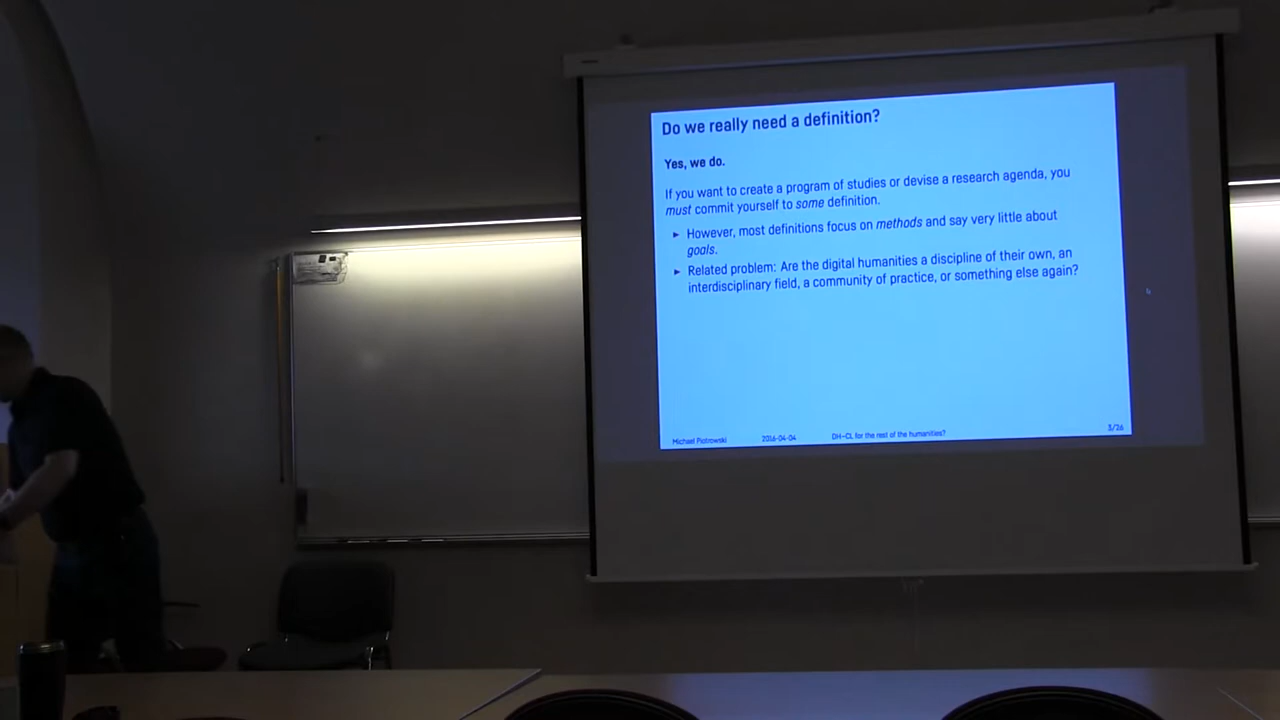 Do we really need a definition?
Yes, we do.
If you want to create a program of studies or devise a research agenda, you
must commit yourself to some definition.
► However, most definitions focus on methods and say very little about
goals.
► Related problem: Are the digital humanities a discipline of their own, an
interdisciplinary field, a community of practice, or something else again?
Michael Piotrowski 2016-04-04 DH–CL for the rest of the humanities? 3/26